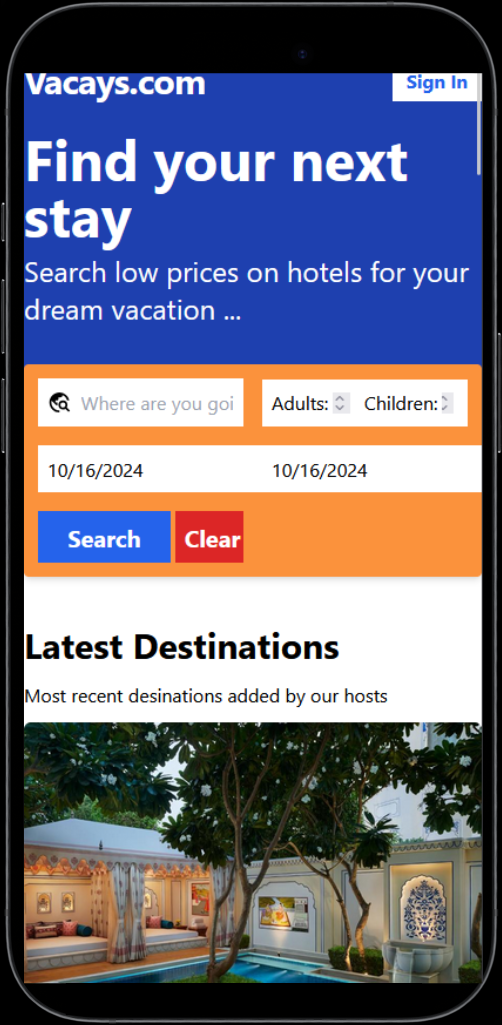 Vacays.com
Sign In
Find your next
stay
Search low prices on hotels for your
dream vacation ...
Where are you goi
Adults:
Children:
10/16/2024
10/16/2024
Search
Clear
Latest Destinations
Most recent desinations added by our hosts